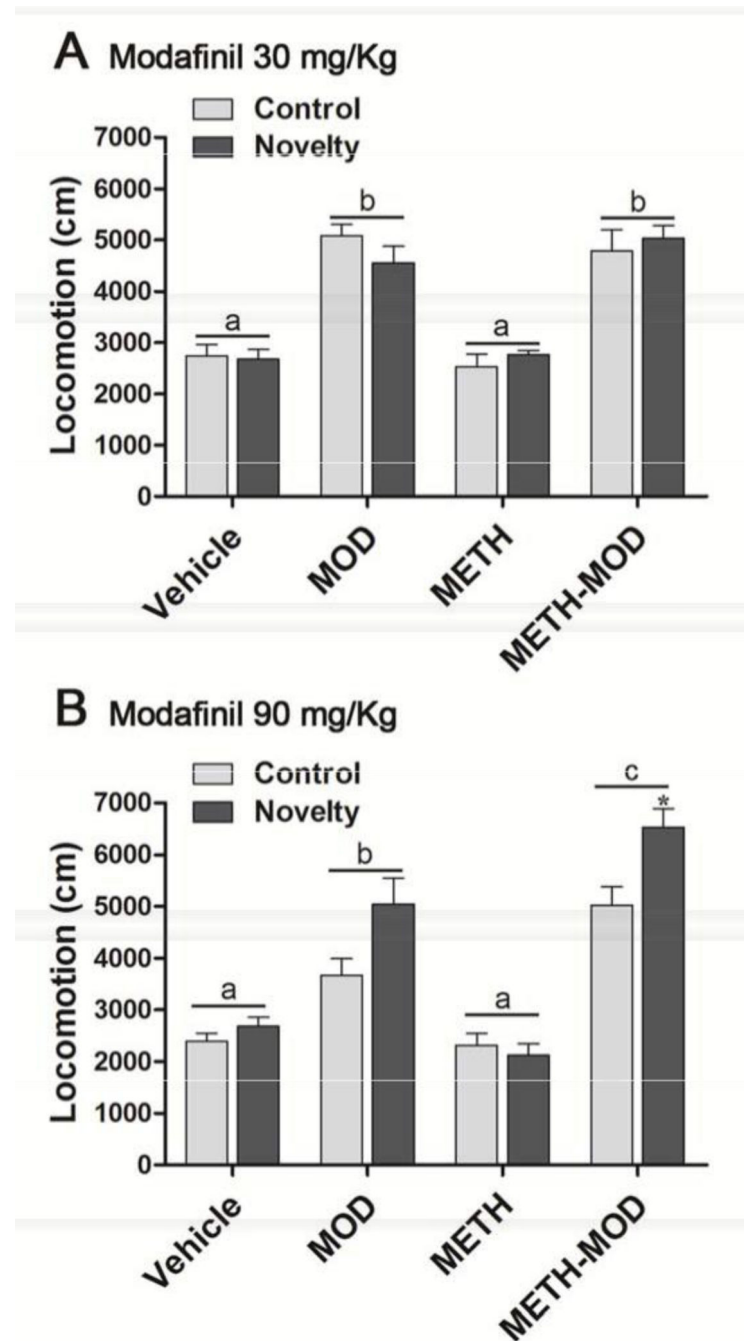 A Modafinil 30 mg/Kg
Control
Novelty
7000
6000
5000
4000
3000
2000
1000
0
Locomotion (cm)
a
b
a
b
Vehicle
MOD
METH
METH-MOD
B Modafinil 90 mg/Kg
Control
Novelty
7000
6000
5000
4000
3000
2000
1000
0
Locomotion (cm)
a
b
a
c
*
Vehicle
MOD
METH
METH-MOD